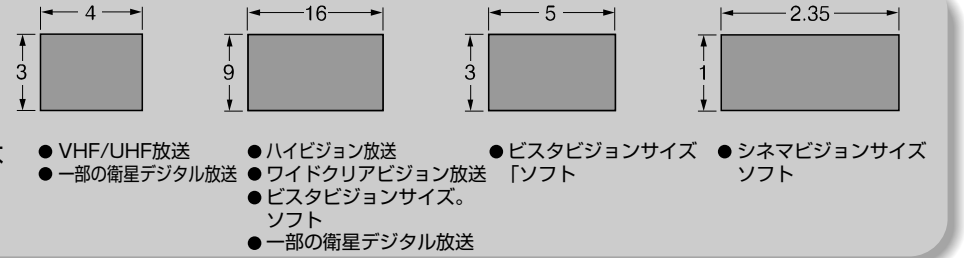 4
3
16
9
5
3
2.35
1
● VHF/UHF放送
● 一部の衛星デジタル放送
● ハイビジョン放送
● ワイドクリアビジョン放送
● ビスタビジョンサイズ。
ソフト
● 一部の衛星デジタル放送
● ビスタビジョンサイズ
「ソフト
● シネマビジョンサイズ
ソフト